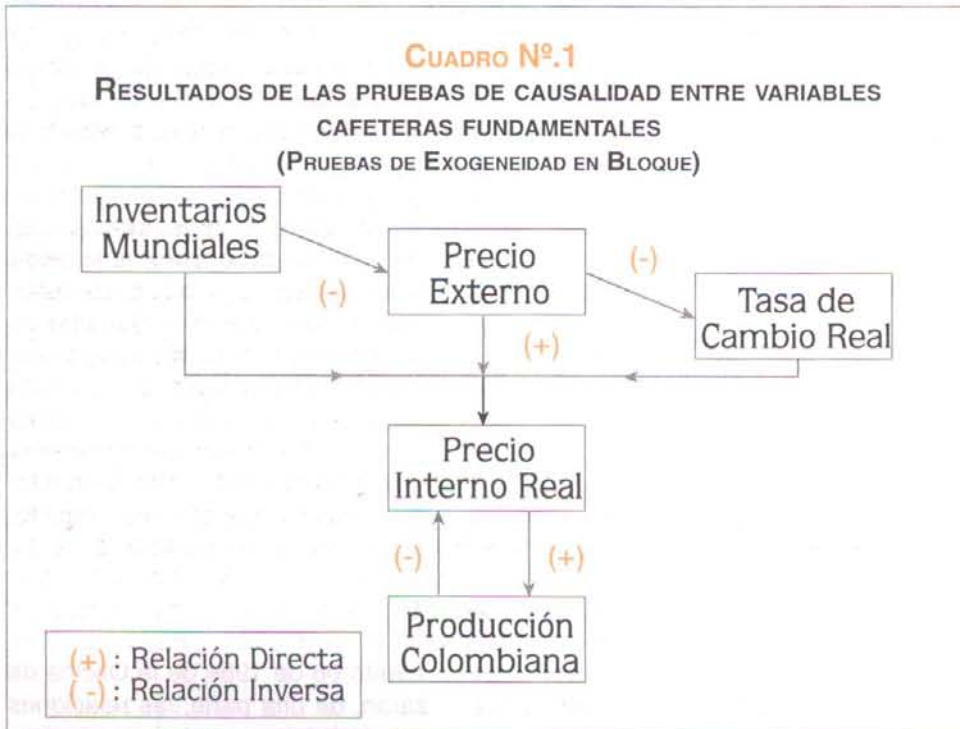 CUADRO Nº.1
RESULTADOS DE LAS PRUEBAS DE CAUSALIDAD ENTRE VARIABLES
CAFETERAS FUNDAMENTALES
(PRUEBAS DE EXOGENEIDAD EN BLOQUE)
Inventarios
Mundiales
(-)
Precio
Externo
(-)
Tasa de
Cambio Real
(+)
Precio
Interno Real
(-)
(+)
Producción
Colombiana
(+) : Relación Directa
(-) : Relación Inversa